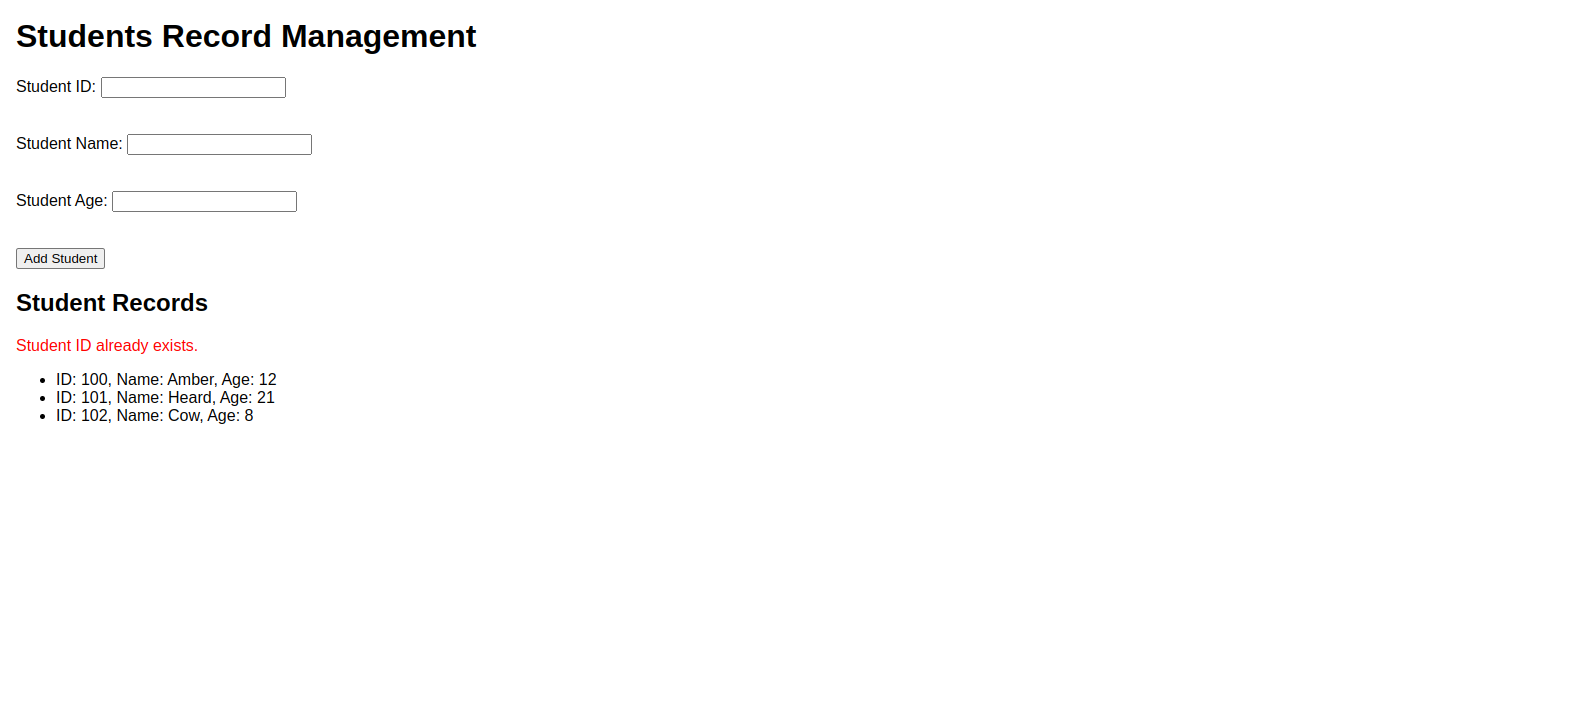 Students Record Management
Student ID:
Student Name:
Student Age:
Add Student
Student Records
Student ID already exists.
ID: 100, Name: Amber, Age: 12
ID: 101, Name: Heard, Age: 21
ID: 102, Name: Cow, Age: 8